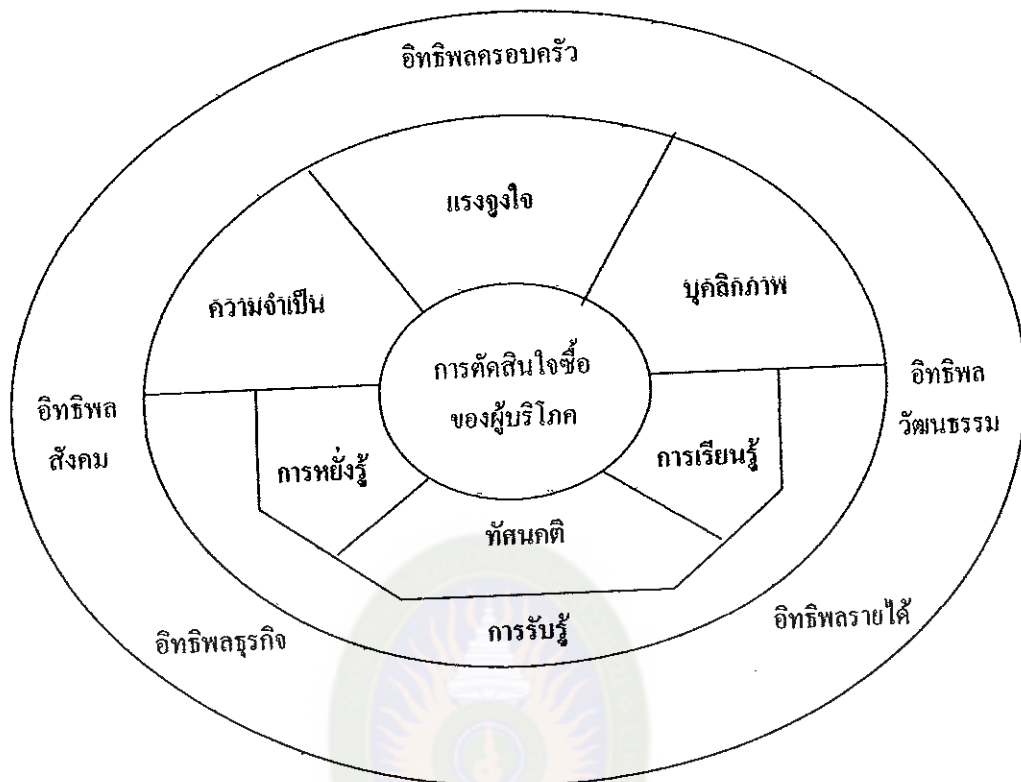 อิทธิพลครอบครัว
แรงจูงใจ
ความจำเป็น
บุคลิกภาพ
การตัดสินใจซื้อ
ของผู้บริโภค
อิทธิพล
สังคม
อิทธิพล
วัฒนธรรม
การหยั่งรู้
การเรียนรู้
ทัศนคติ
การรับรู้
อิทธิพลธุรกิจ
อิทธิพลรายได้